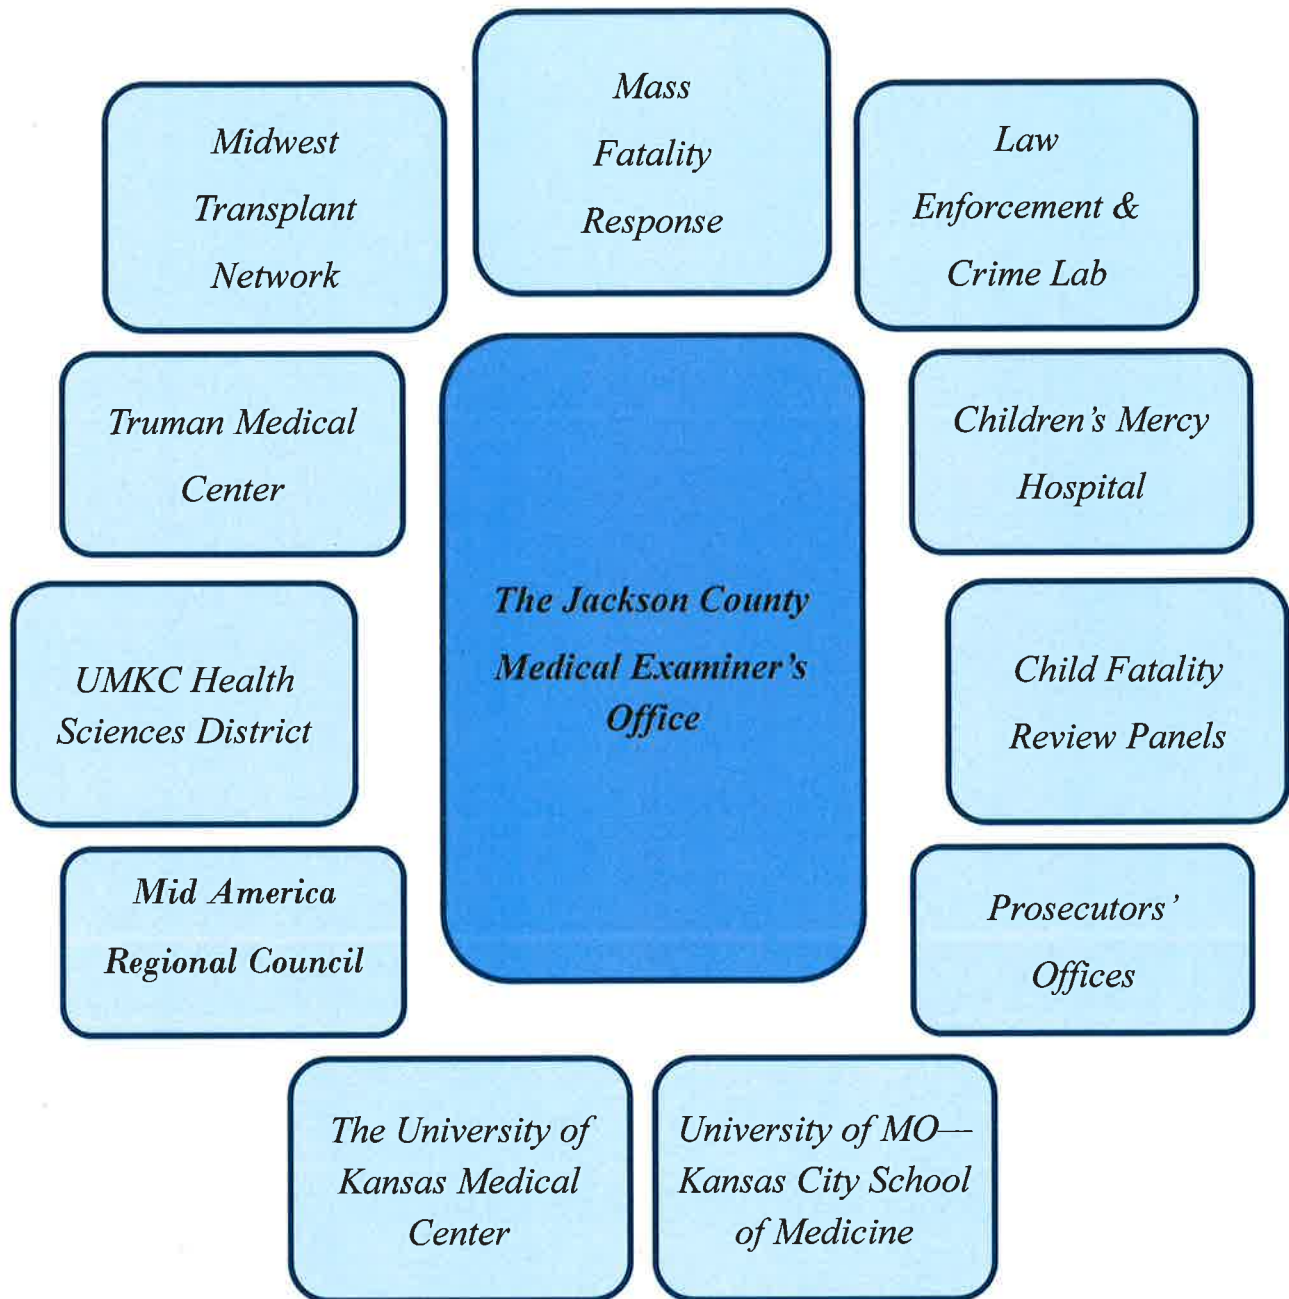 Mass
Fatality
Response
Midwest
Transplant
Network
Law
Enforcement &
Crime Lab
Truman Medical
Center
Children’s Mercy
Hospital
The Jackson County
Medical Examiner’s
Office
UMKC Health
Sciences District
Child Fatality
Review Panels
Mid America
Regional Council
Prosecutors’
Offices
The University of
Kansas Medical
Center
University of MO—
Kansas City School
of Medicine